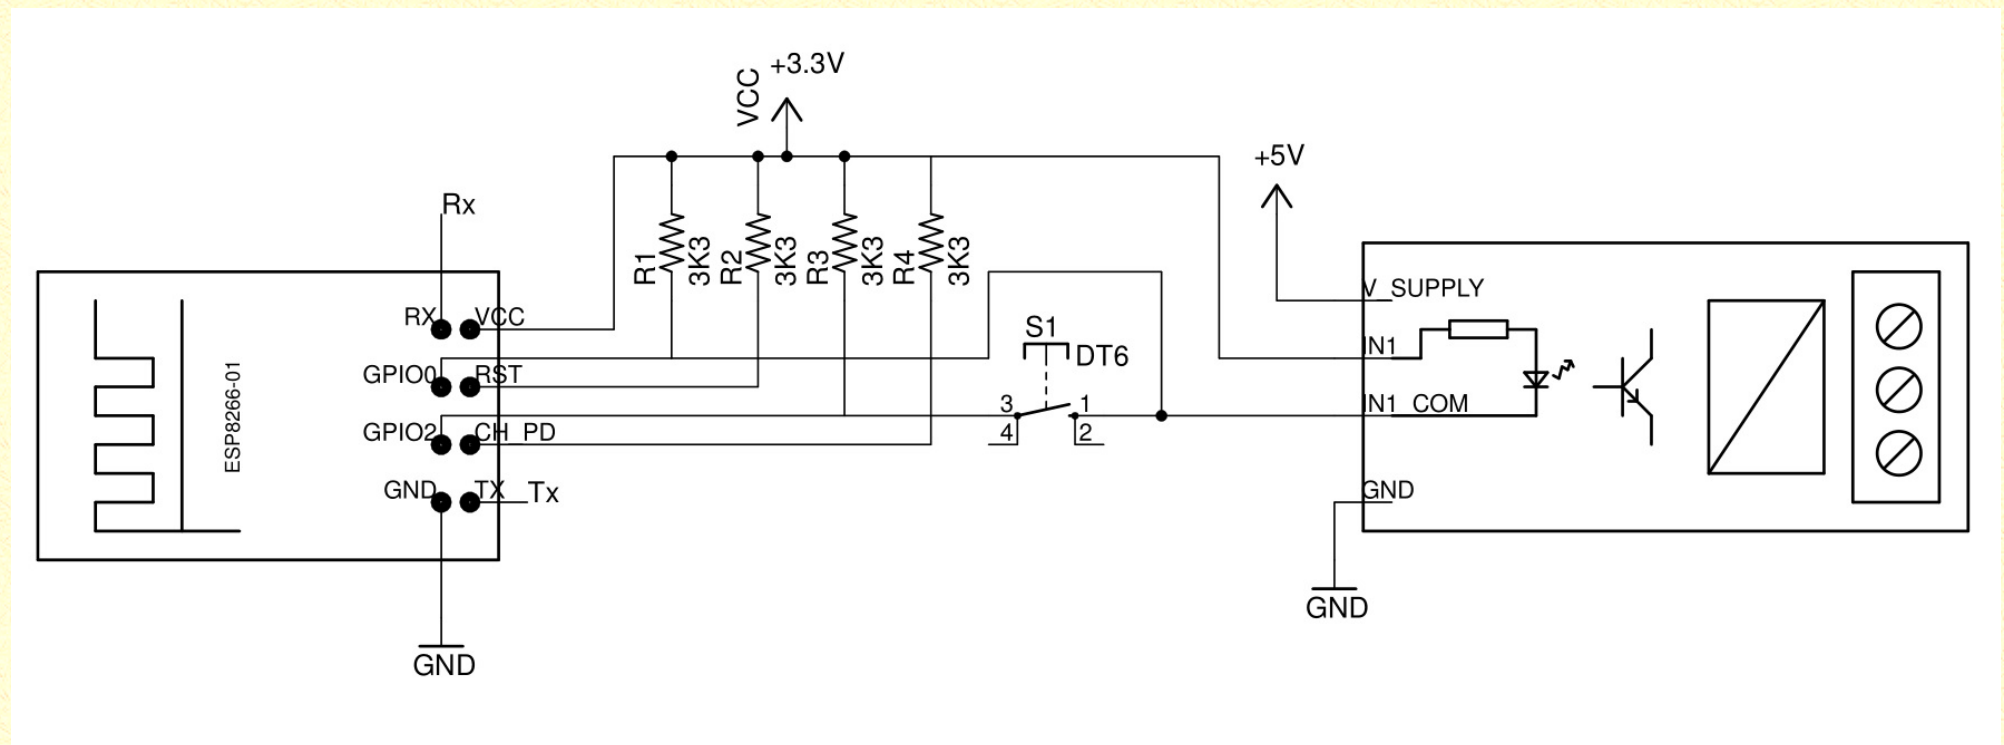 +3.3V
VCC
+5V
Rx
R1
3K3
R2
3K3
R3
3K3
R4
3K3
V_SUPPLY
RX
VCC
S1
DT6
IN1
GPIO0
RST
ESP8266-01
3
1
IN1_COM
GPIO2
CH_PD
4
2
GND
TX
Tx
GND
GND
GND